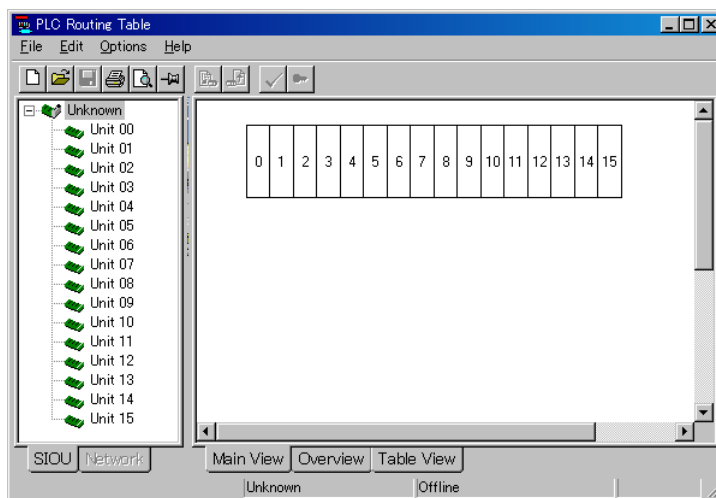 PLC Routing Table
File Edit Options Help
Unknown
Unit 00
Unit 01
Unit 02
Unit 03
Unit 04
Unit 05
Unit 06
Unit 07
Unit 08
Unit 09
Unit 10
Unit 11
Unit 12
Unit 13
Unit 14
Unit 15
0 1 2 3 4 5 6 7 8 9 10 11 12 13 14 15
SIOU Network
Main View Overview Table View
Unknown Offline